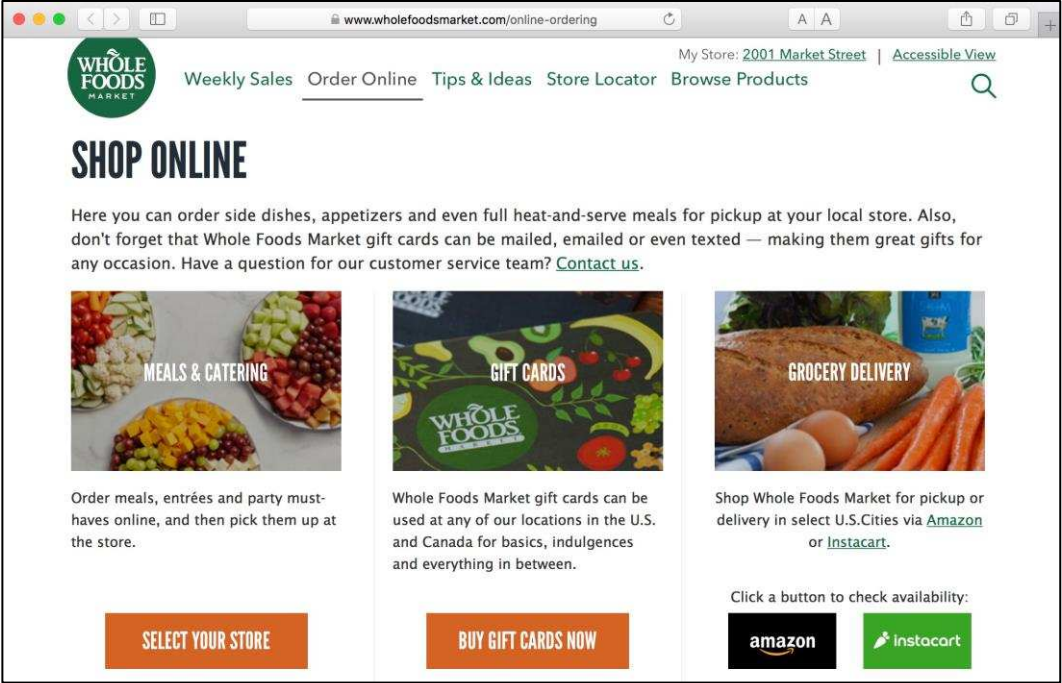 www.wholefoodsmarket.com/online-ordering
A A
My Store: 2001 Market Street | Accessible View
WHOLE
FOODS
MARKET
Weekly Sales Order Online Tips & Ideas Store Locator Browse Products
SHOP ONLINE
Here you can order side dishes, appetizers and even full heat-and-serve meals for pickup at your local store. Also,
don't forget that Whole Foods Market gift cards can be mailed, emailed or even texted — making them great gifts for
any occasion. Have a question for our customer service team? Contact us.
MEALS & CATERING
Order meals, entrées and party must-
haves online, and then pick them up at
the store.
SELECT YOUR STORE
GIFT CARDS
WHOLE
FOODS
MARKET
Whole Foods Market gift cards can be
used at any of our locations in the U.S.
and Canada for basics, indulgences
and everything in between.
BUY GIFT CARDS NOW
GROCERY DELIVERY
Shop Whole Foods Market for pickup or
delivery in select U.S.Cities via Amazon
or Instacart.
Click a button to check availability:
amazon
instacart